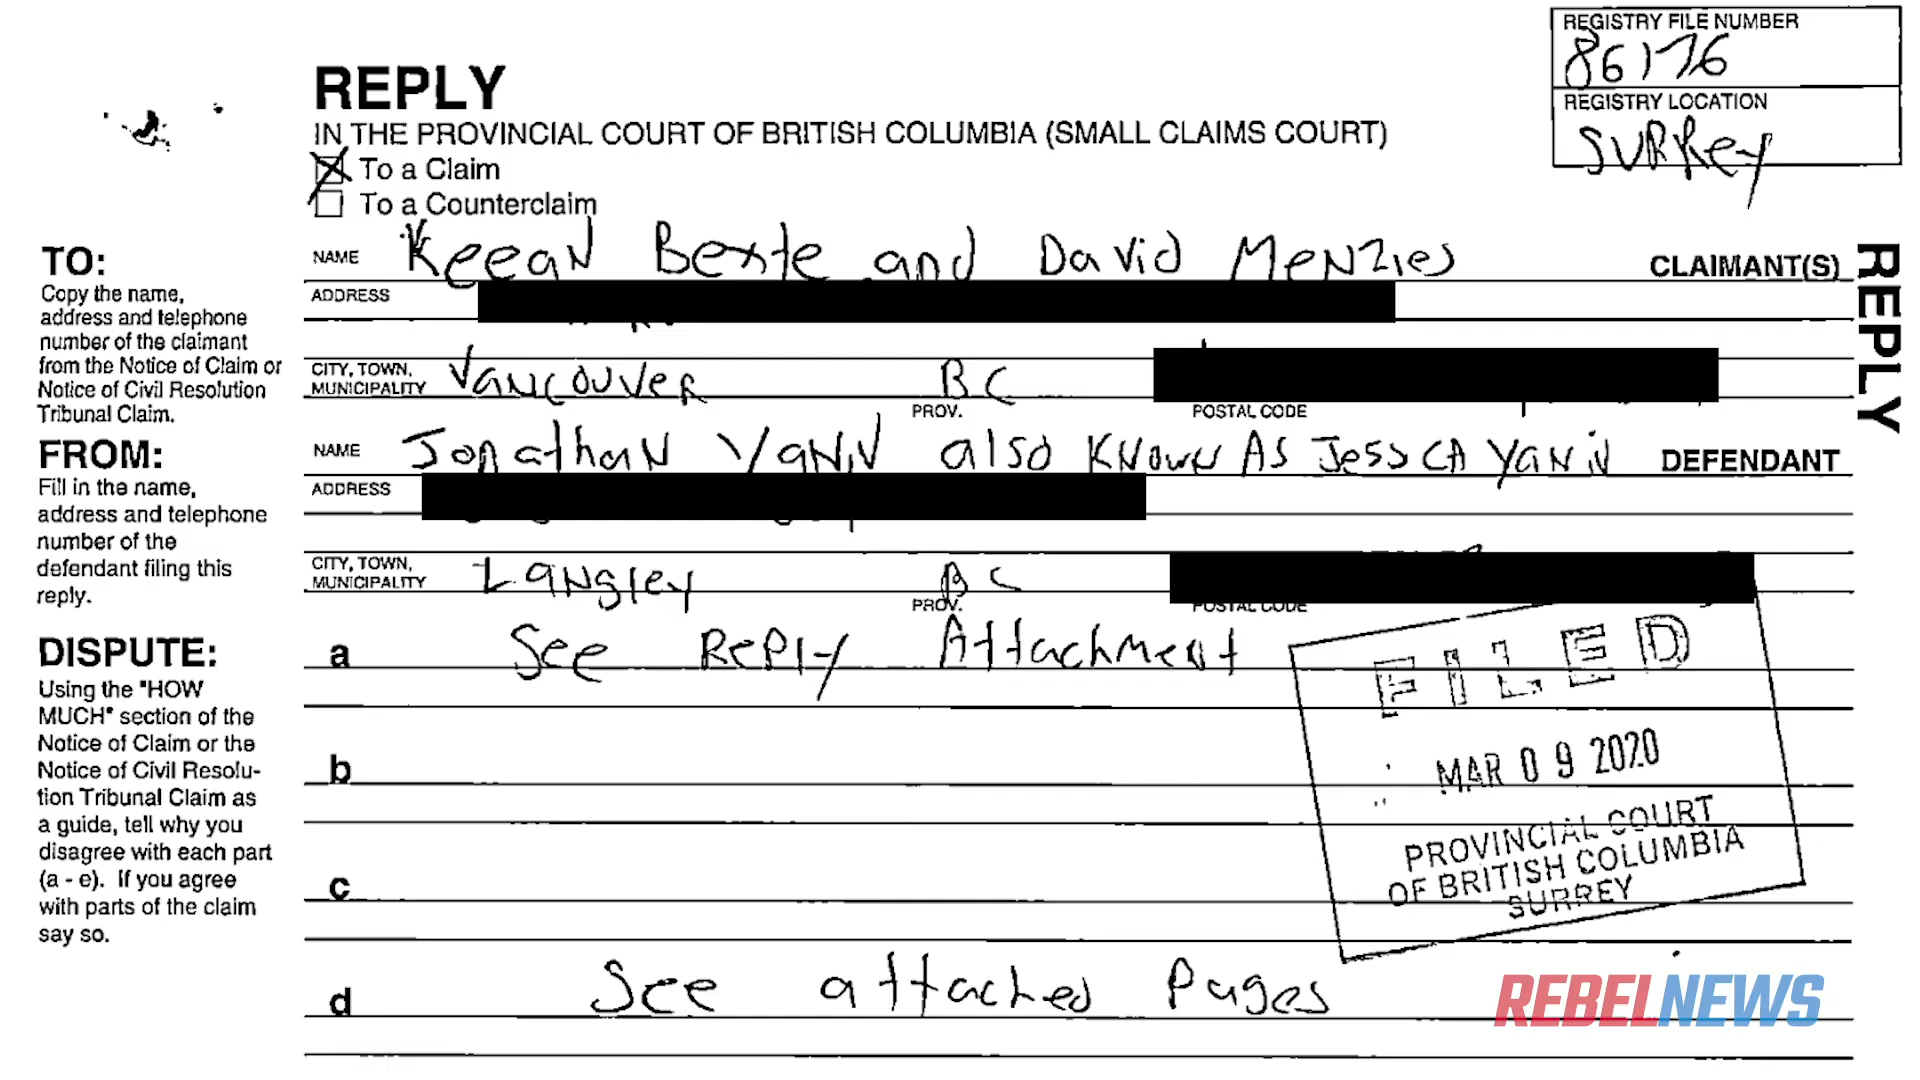 REGISTRY FILE NUMBER
86176
REGISTRY LOCATION
SURRey
REPLY
IN THE PROVINCIAL COURT OF BRITISH COLUMBIA (SMALL CLAIMS COURT)
To a Claim
To a Counterclaim
TO:
Copy the name,
address and telephone
number of the claimant
from the Notice of Claim or
Notice of Civil Resolution
Tribunal Claim.
NAME Keean Bexte and David Menzies CLAIMANT(S)
ADDRESS
CITY, TOWN,
MUNICIPALITY Vancouver BC
PROV. POSTAL CODE
REPLY
FROM:
Fill in the name,
address and telephone
number of the
defendant filing this
reply.
NAME Jonathan Yaniv also Known As Jessca Yaniv DEFENDANT
ADDRESS
CITY, TOWN,
MUNICIPALITY Langley BC
PROV. POSTAL CODE
DISPUTE:
Using the "HOW
MUCH" section of the
Notice of Claim or the
Notice of Civil Resolu-
tion Tribunal Claim as
a guide, tell why you
disagree with each part
(a - e). If you agree
with parts of the claim
say so.
a See Reply Attachment
b
c
d See attached Pages
FILED
MAR 09 2020
PROVINCIAL COURT
OF BRITISH COLUMBIA
SURREY
REBELNEWS